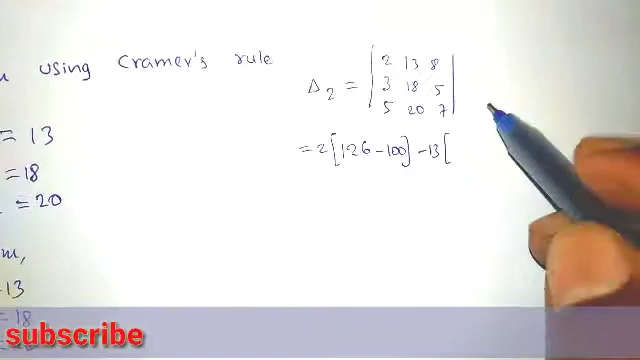 using Cramer's rule
= 13
= 18
= 20
m,
13
= 18
Δ₂ = | 2 13 8 |
| 3 18 5 |
| 5 20 7 |
= 2[126 - 100] - 13[
subscribe